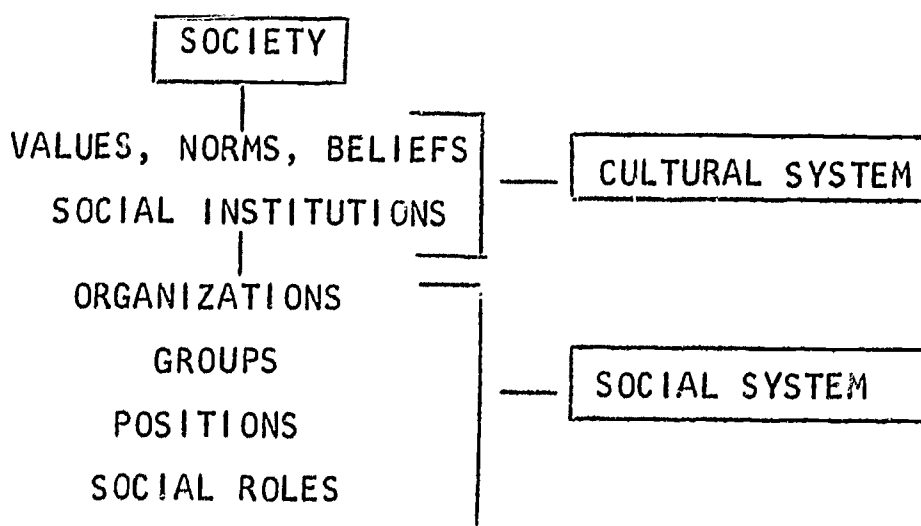 SOCIETY
VALUES, NORMS, BELIEFS
SOCIAL INSTITUTIONS
CULTURAL SYSTEM
ORGANIZATIONS
GROUPS
POSITIONS
SOCIAL ROLES
SOCIAL SYSTEM